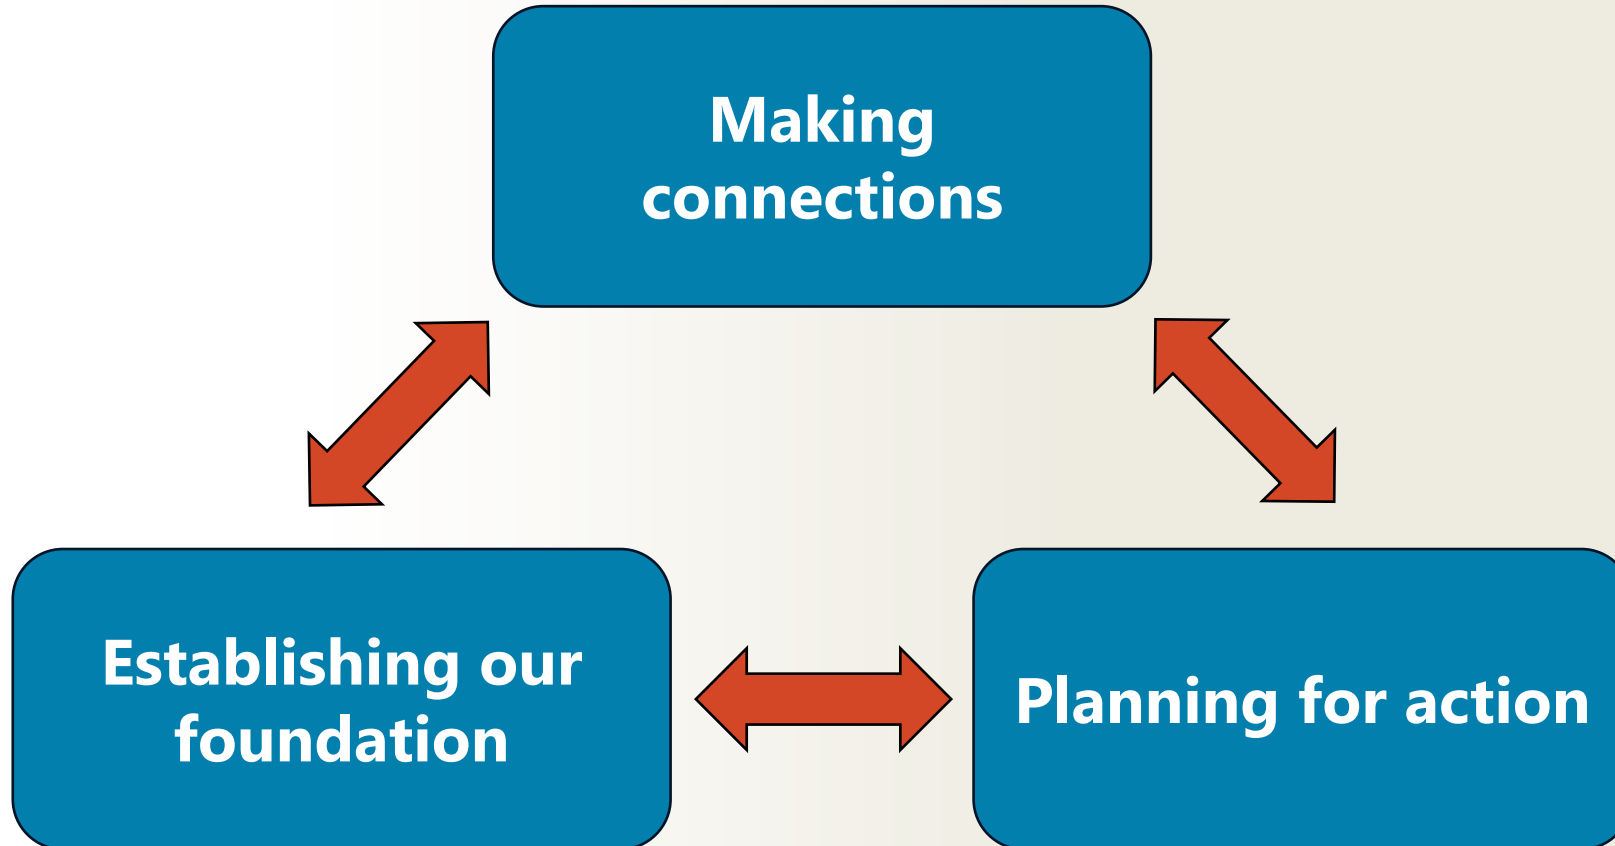 Making
connections
Establishing our
foundation
Planning for action